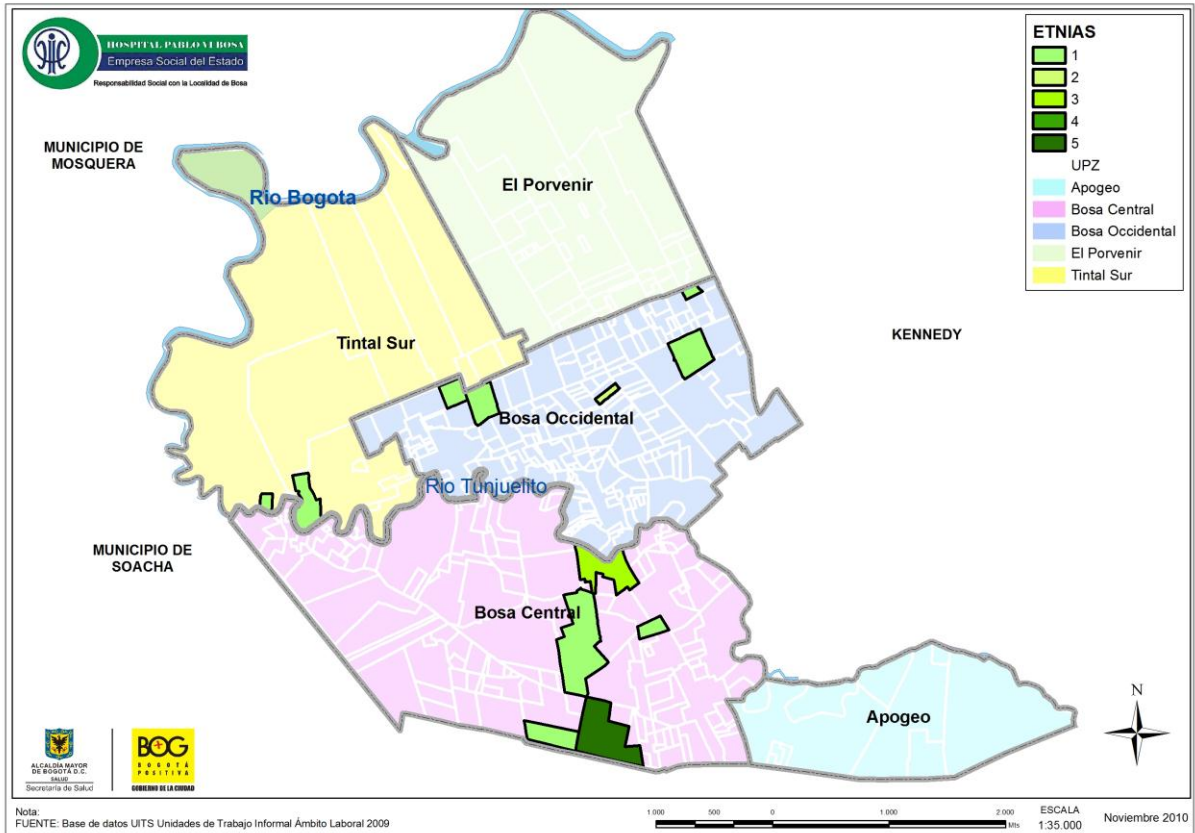 HOSPITAL PABLO VI BOSA
Empresa Social del Estado
Responsabilidad Social con la Localidad de Bosa
MUNICIPIO DE
MOSQUERA
Rio Bogota
El Porvenir
Tintal Sur
KENNEDY
Bosa Occidental
Rio Tunjuelito
MUNICIPIO DE
SOACHA
Bosa Central
Apogeo
ETNIAS
1
2
3
4
5
UPZ
Apogeo
Bosa Central
Bosa Occidental
El Porvenir
Tintal Sur
N
ALCALDÍA MAYOR
DE BOGOTÁ D.C.
SALUD
Secretaría de Salud
BOG
BOGOTÁ
POSITIVA
GOBIERNO DE LA CIUDAD
Nota:
FUENTE: Base de datos UITS Unidades de Trabajo Informal Ámbito Laboral 2009
1.000 500 0 1.000 2.000
Mts
ESCALA
1:35.000
Noviembre 2010